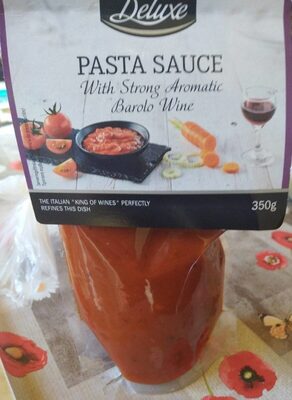 Deluxe
PASTA SAUCE
With Strong Aromatic
Barolo Wine
THE ITALIAN "KING OF WINES" PERFECTLY
REFINES THIS DISH
350g